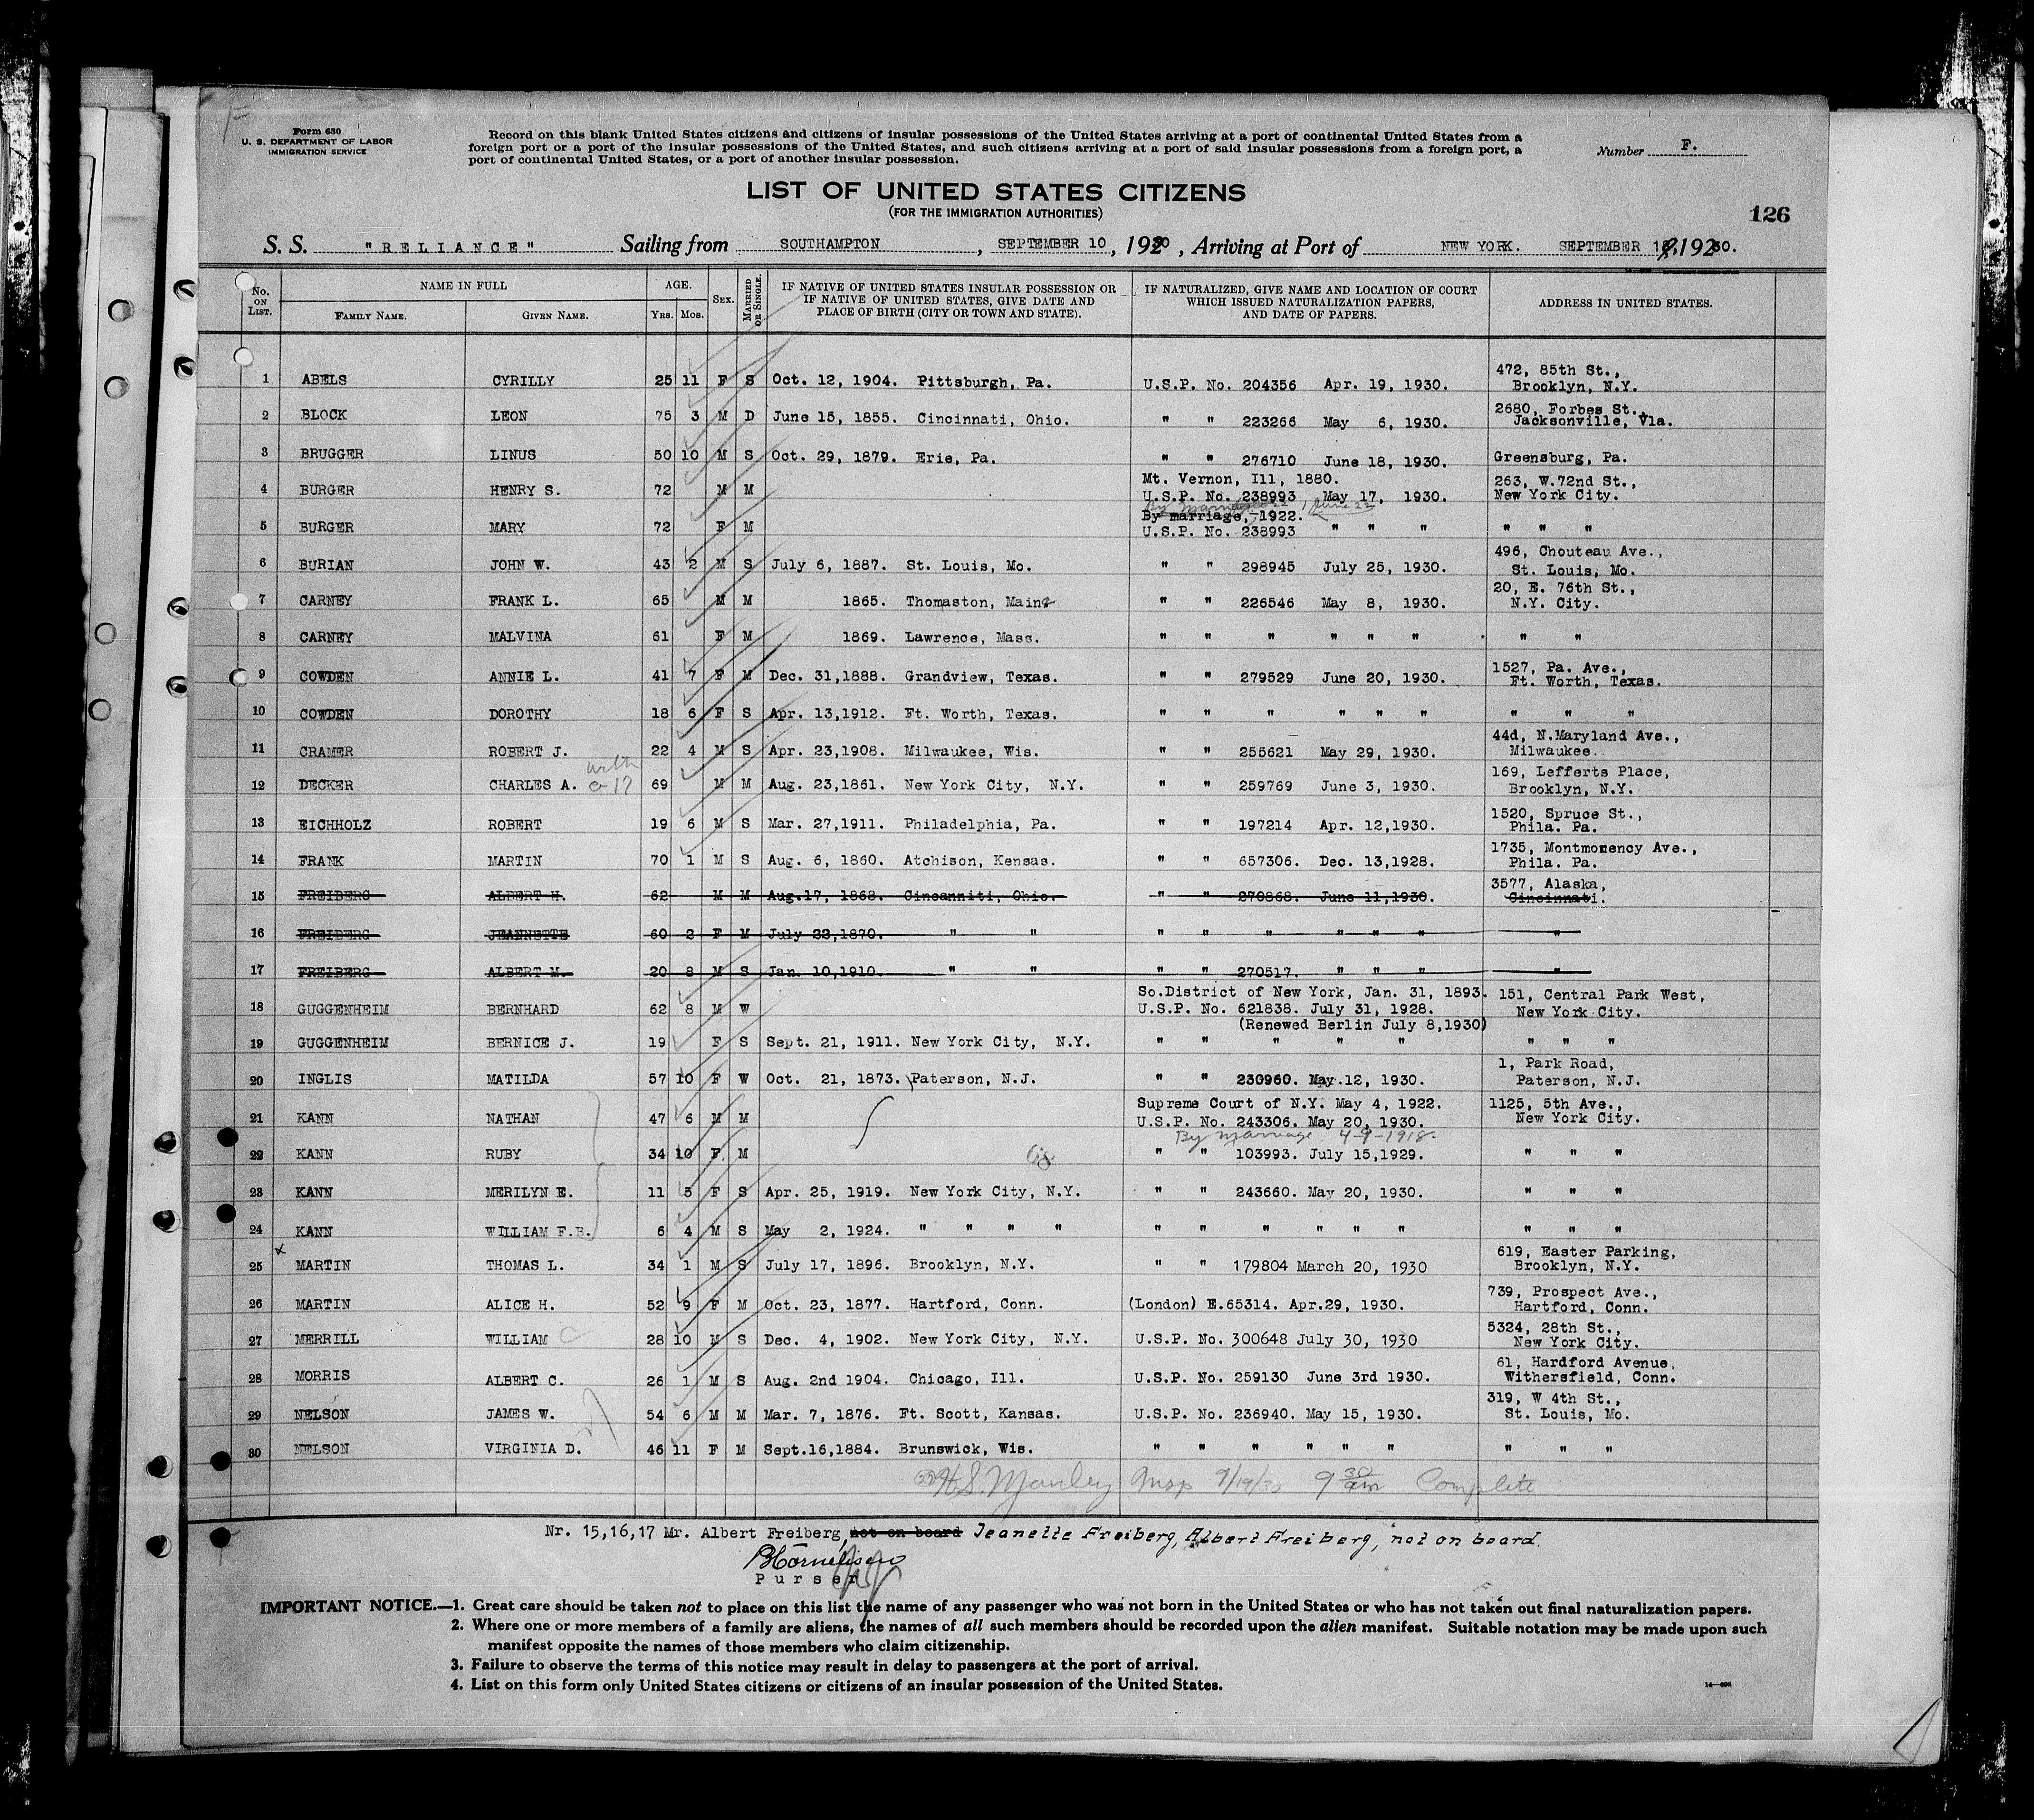 Form 630
U. S. DEPARTMENT OF LABOR
IMMIGRATION SERVICE
Record on this blank United States citizens and citizens of insular possessions of the United States arriving at a port of continental United States from a
foreign port or a port of the insular possessions of the United States, and such citizens arriving at a port of said insular possessions from a foreign port, a
port of continental United States, or a port of another insular possession.
Number F.
LIST OF UNITED STATES CITIZENS
(FOR THE IMMIGRATION AUTHORITIES)
126
S. S. "RELIANCE" Sailing from SOUTHAMPTON, SEPTEMBER 10, 1930, Arriving at Port of NEW YORK. SEPTEMBER 19, 1930.
No. on List. NAME IN FULL FAMILY NAME. GIVEN NAME. AGE. Yrs. Mos. SEX. MARRIED OR SINGLE. IF NATIVE OF UNITED STATES INSULAR POSSESSION OR IF NATIVE OF UNITED STATES, GIVE DATE AND PLACE OF BIRTH (CITY OR TOWN AND STATE). IF NATURALIZED, GIVE NAME AND LOCATION OF COURT WHICH ISSUED NATURALIZATION PAPERS, AND DATE OF PAPERS. ADDRESS IN UNITED STATES.
1 ABELS CYRILLY 25 11 F S Oct. 12, 1904. Pittsburgh, Pa. U.S.P. No. 204356 Apr. 19, 1930. 472, 85th St., Brooklyn, N.Y.
2 BLOCK LEON 75 3 M D June 15, 1855. Cincinnati, Ohio. " " 223266 May 6, 1930. 2680, Forbes St., Jacksonville, Vla.
3 BRUGGER LINUS 50 10 M S Oct. 29, 1879. Erie, Pa. " " 276710 June 18, 1930. Greensburg, Pa.
4 BURGER HENRY S. 72 M M Mt. Vernon, Ill, 1880. U.S.P. No. 238993 May 17, 1930. 263, W.72nd St., New York City.
5 BURGER MARY 72 F M By marriage, 1922. U.S.P. No. 238993 " " " " " "
6 BURIAN JOHN W. 43 2 M S July 6, 1887. St. Louis, Mo. " " 298945 July 25, 1930. 496, Chouteau Ave., St. Louis, Mo.
7 CARNEY FRANK L. 65 M M 1865. Thomaston, Maine " " 226546 May 8, 1930. 20, E. 76th St., N.Y. City.
8 CARNEY MALVINA 61 F M 1869. Lawrence, Mass. " " " " " " " "
9 COWDEN ANNIE L. 41 7 F M Dec. 31,1888. Grandview, Texas. " " 279529 June 20, 1930. 1527, Pa. Ave., Ft. Worth, Texas.
10 COWDEN DOROTHY 18 6 F S Apr. 13,1912. Ft. Worth, Texas. " " " " " " " " "
11 CRAMER ROBERT J. 22 4 M S Apr. 23,1908. Milwaukee, Wis. " " 255621 May 29, 1930. 44d, N.Maryland Ave., Milwaukee.
12 DECKER CHARLES A. with 69 M M Aug. 23,1861. New York City, N.Y. " " 259769 June 3, 1930. 169, Lefferts Place, Brooklyn, N.Y.
13 EICHHOLZ ROBERT 19 6 M S Mar. 27,1911. Philadelphia, Pa. " " 197214 Apr. 12,1930. 1520, Spruce St., Phila. Pa.
14 FRANK MARTIN 70 1 M S Aug. 6, 1860. Atchison, Kansas. " " 657306. Dec. 13,1928. 1735, Montmorency Ave., Phila. Pa.
15 FREIBERG ALBERT H. 62 M M Aug.17, 1868. Cincanniti, Ohio. " " 270868. June 11,1930. 3577, Alaska, Cincinnati.
16 FREIBERG JEANNETTE 60 2 F M July 22,1870. " " " " " " " " "
17 FREIBERG ALBERT M. 20 8 M S Jan. 10,1910. " " " " 270517. " " " "
18 GUGGENHEIM BERNHARD 62 8 M W So.District of New York, Jan. 31, 1893. U.S.P. No. 621838. July 31, 1928. (Renewed Berlin July 8,1930) 151, Central Park West, New York City.
19 GUGGENHEIM BERNICE J. 19 F S Sept. 21, 1911. New York City, N.Y. " " " " " " " "
20 INGLIS MATILDA 57 10 F W Oct. 21, 1873. Paterson, N.J. " " 230960. May.12, 1930. 1, Park Road, Paterson, N.J.
21 KANN NATHAN 47 6 M M Supreme Court of N.Y. May 4, 1922. U.S.P. No. 243306. May 20, 1930. 1125, 5th Ave., New York City.
22 KANN RUBY 34 10 F M By marriage 4-9-1918. " " 103993. July 15,1929. " " "
23 KANN MERILYN E. 11 5 F S Apr. 25, 1919. New York City, N.Y. " " 243660. May 20, 1930. " " "
24 KANN WILLIAM F.B. 6 4 M S May 2, 1924. " " " " " " " " " " " " "
25 MARTIN THOMAS L. 34 1 M S July 17, 1896. Brooklyn, N.Y. " " 179804 March 20, 1930 619, Easter Parking, Brooklyn, N.Y.
26 MARTIN ALICE H. 52 9 F M Oct. 23, 1877. Hartford, Conn. (London) E.65314. Apr.29, 1930. 739, Prospect Ave., Hartford, Conn.
27 MERRILL WILLIAM C 28 10 M S Dec. 4, 1902. New York City, N.Y. U.S.P. No. 300648 July 30, 1930 5324, 28th St., New York City.
28 MORRIS ALBERT C. 26 1 M S Aug. 2nd 1904. Chicago, Ill. U.S.P. No. 259130 June 3rd 1930. 61, Hardford Avenue, Withersfield, Conn.
29 NELSON JAMES W. 54 6 M M Mar. 7, 1876. Ft. Scott, Kansas. U.S.P. No. 236940. May 15, 1930. 319, W 4th St., St. Louis, Mo.
30 NELSON VIRGINIA D. 46 11 F M Sept.16,1884. Brunswick, Wis. " " " " " " " " "
H.S. Manley Insp 9/19/30 9 30 am Complete
Nr. 15,16,17 Mr. Albert Freiberg, not on board Jeanette Freiberg, Albert Freiberg, not on board.
Purser
IMPORTANT NOTICE.—1. Great care should be taken not to place on this list the name of any passenger who was not born in the United States or who has not taken out final naturalization papers.
2. Where one or more members of a family are aliens, the names of all such members should be recorded upon the alien manifest. Suitable notation may be made upon such
manifest opposite the names of those members who claim citizenship.
3. Failure to observe the terms of this notice may result in delay to passengers at the port of arrival.
4. List on this form only United States citizens or citizens of an insular possession of the United States.